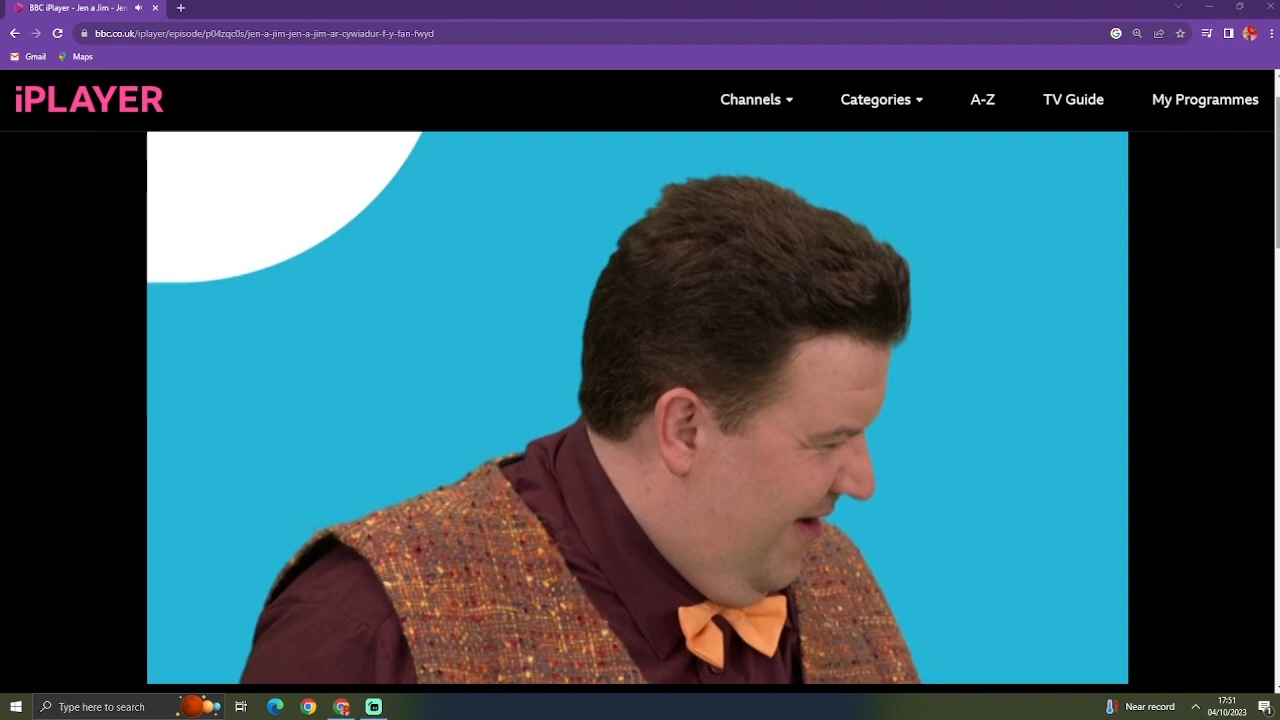 BBC iPlayer - Jen a Jim - Jen
bbc.co.uk/iplayer/episode/p04zqc0s/jen-a-jim-jen-a-jim-ar-cywiadur-f-y-fan-fwyd
Gmail Maps
iPLAYER Channels Categories A-Z TV Guide My Programmes
Type here to search
Near record
17:51
04/10/2023
1